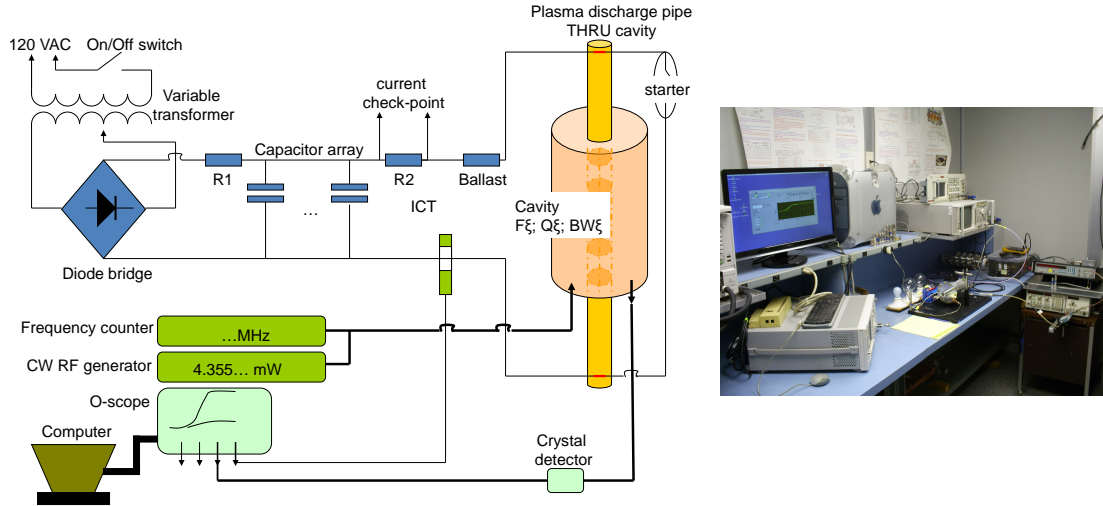 Plasma discharge pipe
THRU cavity
120 VAC
On/Off switch
Variable
transformer
current
check-point
starter
Capacitor array
R1
R2
Ballast
...
ICT
Cavity
Fξ; Qξ; BWξ
Diode bridge
Frequency counter
...MHz
CW RF generator
4.355... mW
O-scope
Computer
Crystal
detector